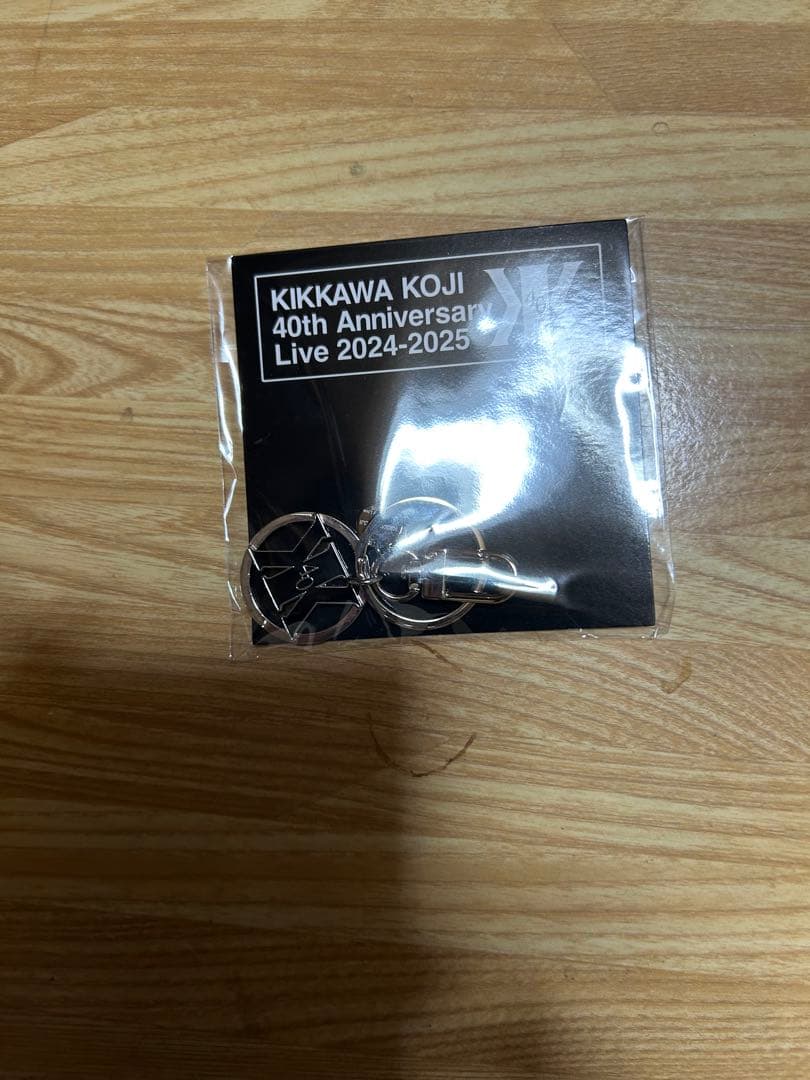 KIKKAWA KOJI
40th Anniversary
Live 2024-2025